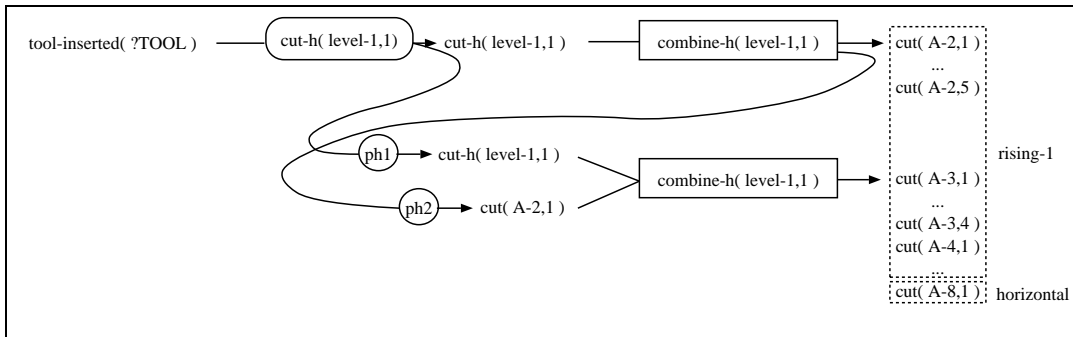 tool-inserted( ?TOOL ) cut-h( level-1,1) cut-h( level-1,1 ) combine-h( level-1,1 ) cut( A-2,1 )
...
cut( A-2,5 )
rising-1
ph1 cut-h( level-1,1 )
combine-h( level-1,1 ) cut( A-3,1 )
ph2 cut( A-2,1 )
...
cut( A-3,4 )
cut( A-4,1 )
...
cut( A-8,1 ) horizontal